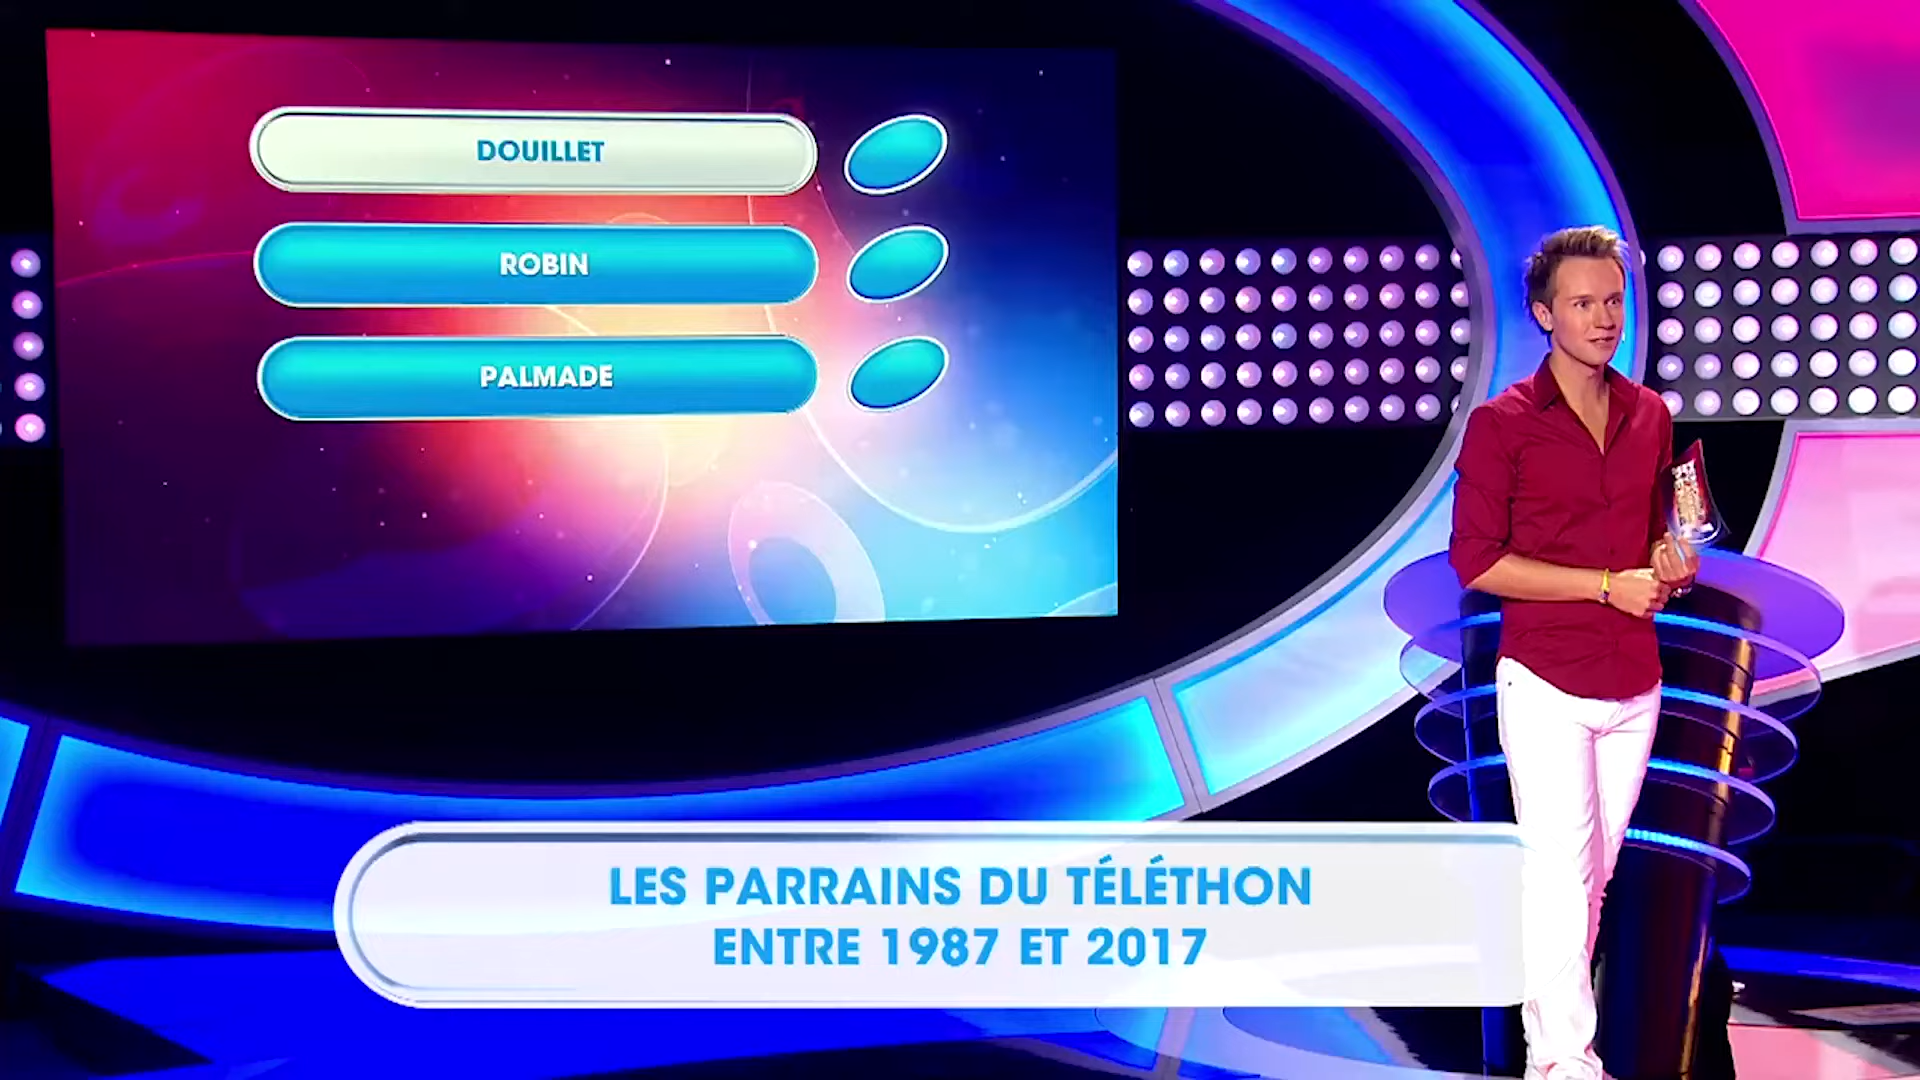 DOUILLET
ROBIN
PALMADE
LES PARRAINS DU TÉLÉTHON
ENTRE 1987 ET 2017